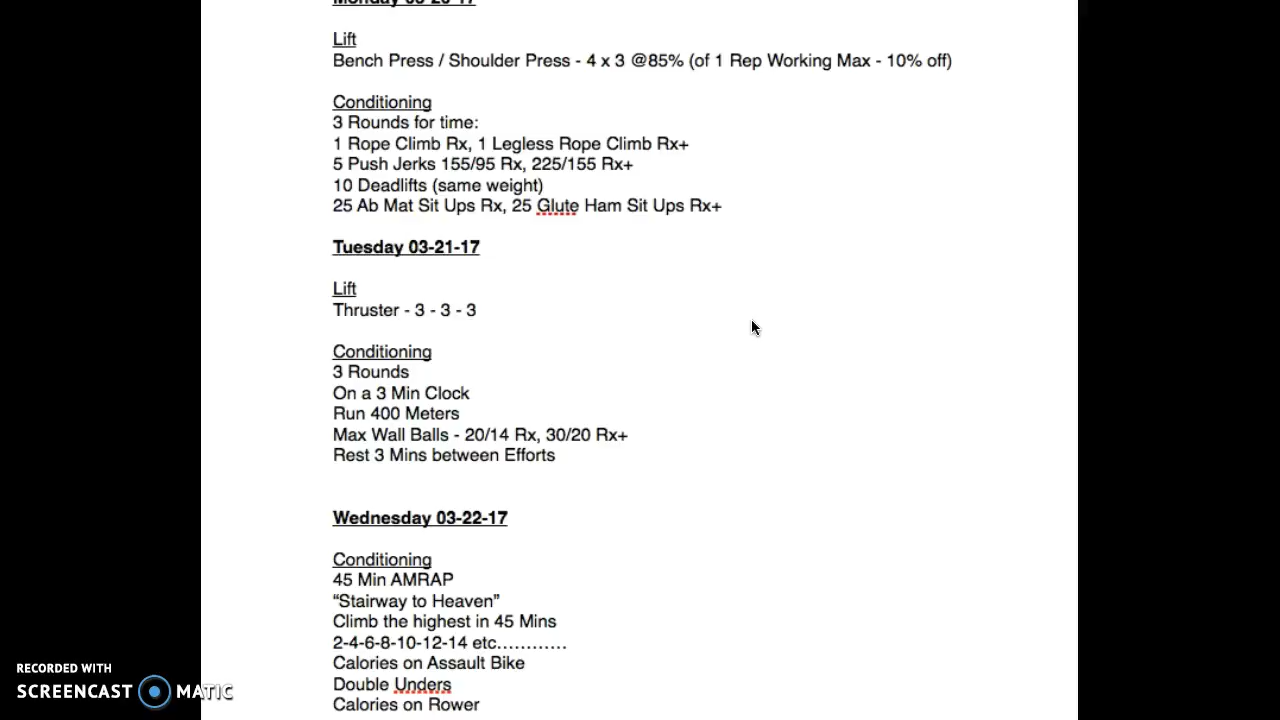 Monday 03-20-17
Lift
Bench Press / Shoulder Press - 4 x 3 @85% (of 1 Rep Working Max - 10% off)
Conditioning
3 Rounds for time:
1 Rope Climb Rx, 1 Legless Rope Climb Rx+
5 Push Jerks 155/95 Rx, 225/155 Rx+
10 Deadlifts (same weight)
25 Ab Mat Sit Ups Rx, 25 Glute Ham Sit Ups Rx+
Tuesday 03-21-17
Lift
Thruster - 3 - 3 - 3
Conditioning
3 Rounds
On a 3 Min Clock
Run 400 Meters
Max Wall Balls - 20/14 Rx, 30/20 Rx+
Rest 3 Mins between Efforts
Wednesday 03-22-17
Conditioning
45 Min AMRAP
“Stairway to Heaven”
Climb the highest in 45 Mins
2-4-6-8-10-12-14 etc…………
Calories on Assault Bike
Double Unders
Calories on Rower
RECORDED WITH
SCREENCAST MATIC